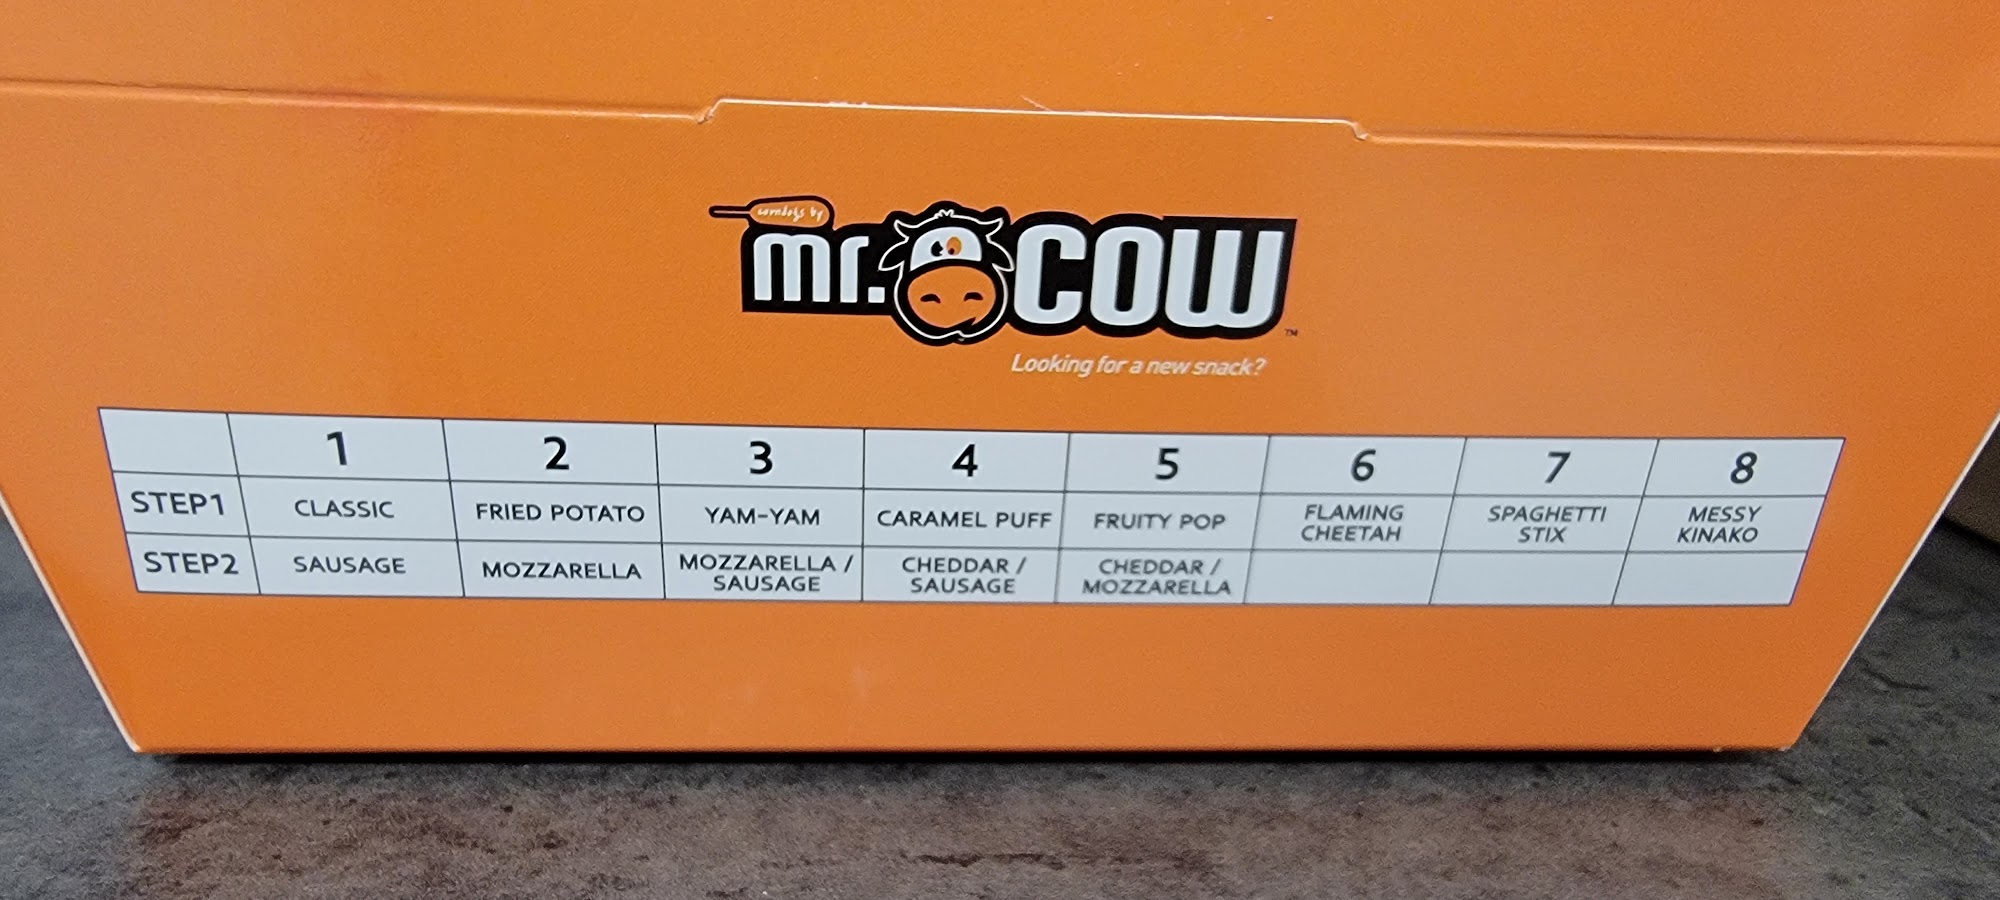 corndogs by
mr. COW
TM
Looking for a new snack?
1 2 3 4 5 6 7 8
STEP1 CLASSIC FRIED POTATO YAM-YAM CARAMEL PUFF FRUITY POP FLAMING CHEETAH SPAGHETTI STIX MESSY KINAKO
STEP2 SAUSAGE MOZZARELLA MOZZARELLA / SAUSAGE CHEDDAR / SAUSAGE CHEDDAR / MOZZARELLA